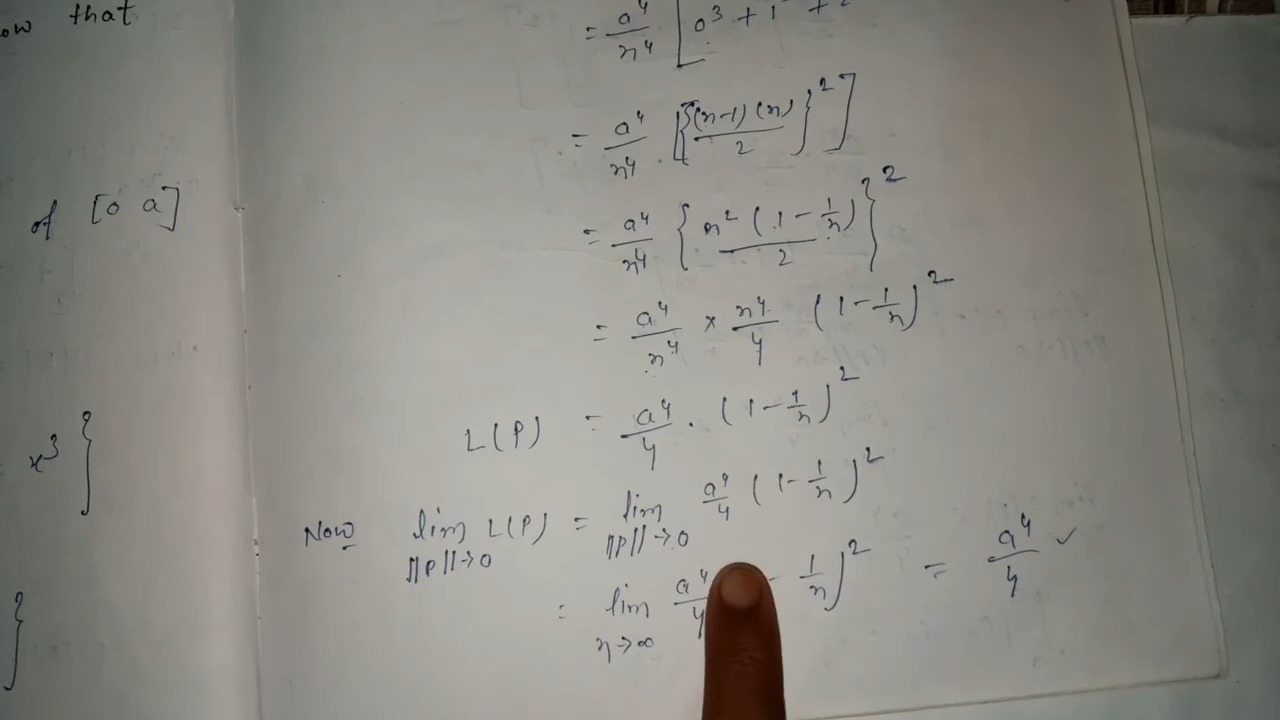 ow that
of [0 a]
x³ }
}
= a⁴/n⁴ [ 0³ + 1 +
= a⁴/n⁴ . [ { (n-1) (n) / 2 }² ]
= a⁴/n⁴ { n² (1 - 1/n) / 2 }²
= a⁴/n⁴ × n⁴/4 (1 - 1/n)²
L(P) = a⁴/4 . (1 - 1/n)²
Now lim ||P||→0 L(P) = lim ||P||→0 a⁴/4 (1 - 1/n)²
= lim n→∞ a⁴/4 - 1/n)² = a⁴/4 ✓